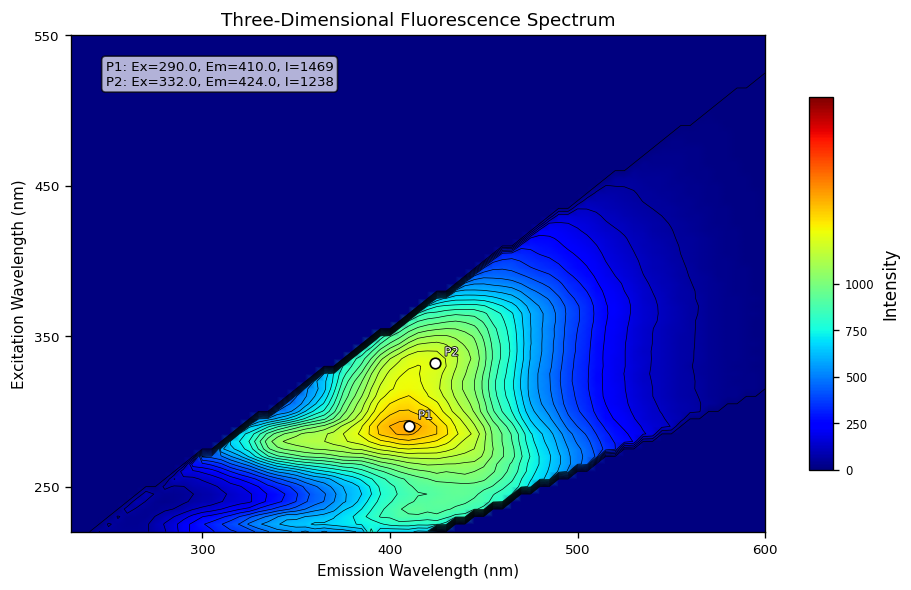 Three-Dimensional Fluorescence Spectrum
550
P1: Ex=290.0, Em=410.0, I=1469
P2: Ex=332.0, Em=424.0, I=1238
450
350
250
Excitation Wavelength (nm)
P2
P1
300
400
500
600
Emission Wavelength (nm)
1000
750
500
250
0
Intensity